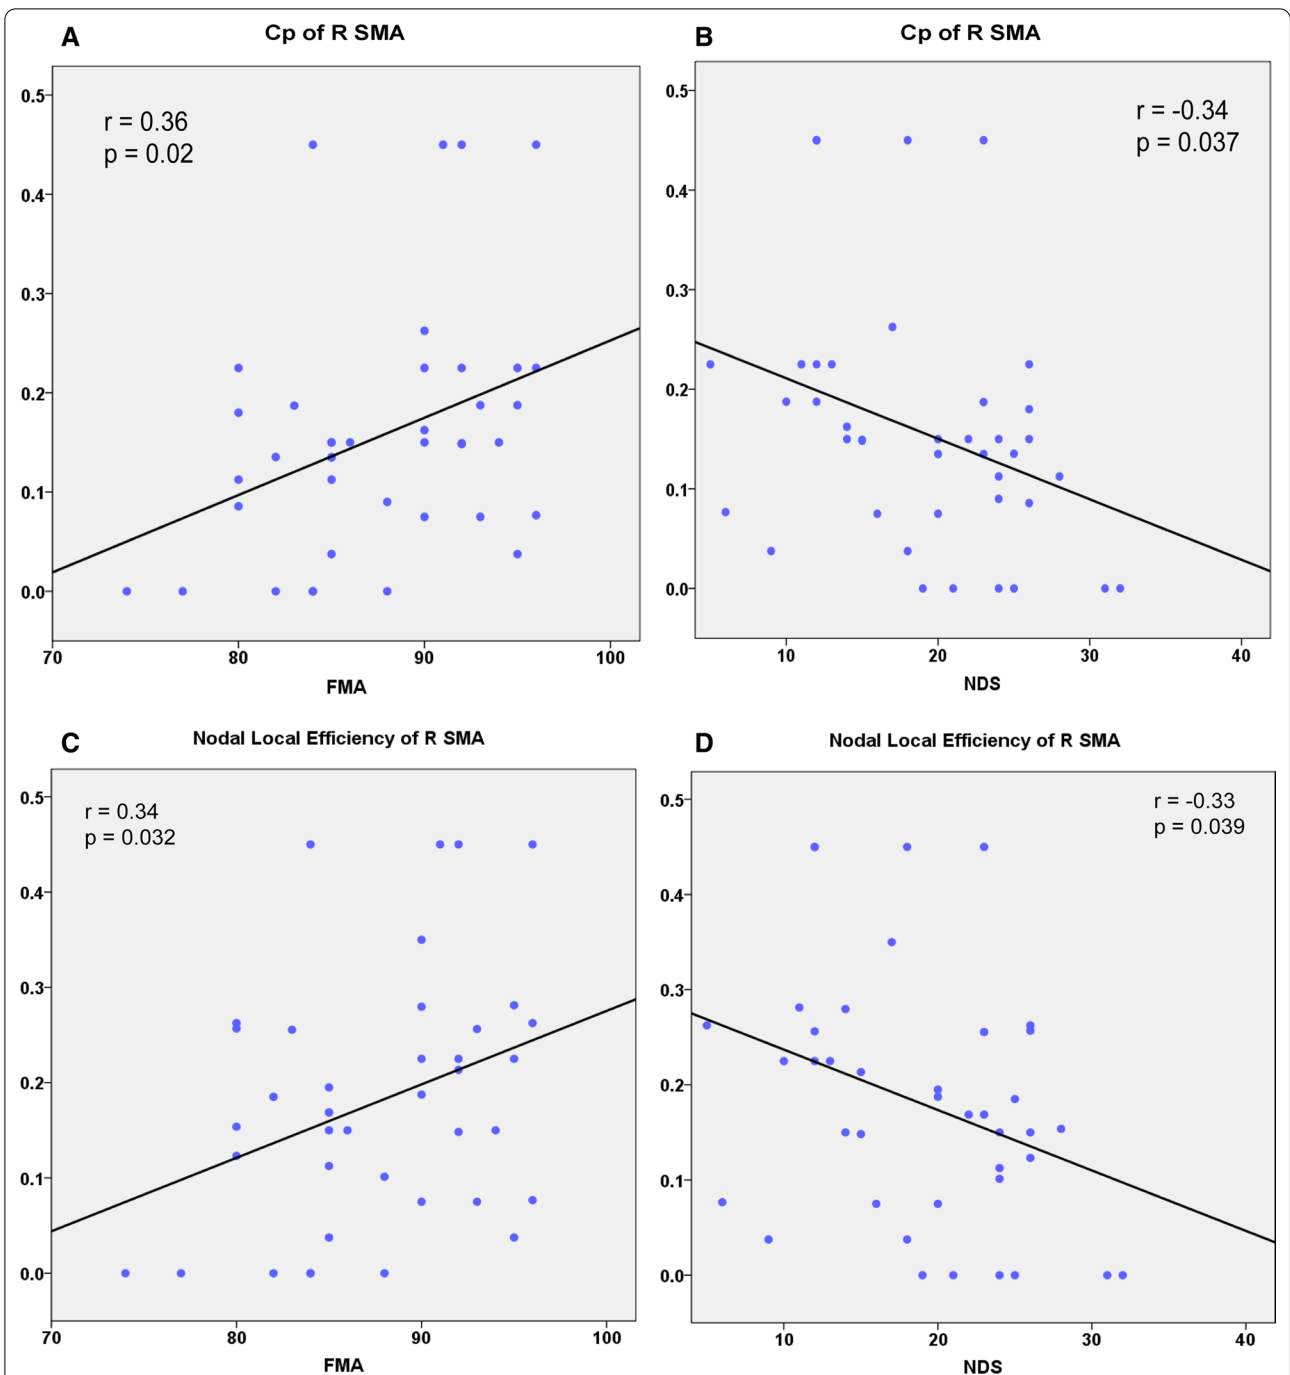 A
Cp of R SMA
r = 0.36
p = 0.02
0.5
0.4
0.3
0.2
0.1
0.0
70 80 90 100
FMA
B
Cp of R SMA
r = -0.34
p = 0.037
0.5
0.4
0.3
0.2
0.1
0.0
10 20 30 40
NDS
C
Nodal Local Efficiency of R SMA
r = 0.34
p = 0.032
0.5
0.4
0.3
0.2
0.1
0.0
70 80 90 100
FMA
D
Nodal Local Efficiency of R SMA
r = -0.33
p = 0.039
0.5
0.4
0.3
0.2
0.1
0.0
10 20 30 40
NDS